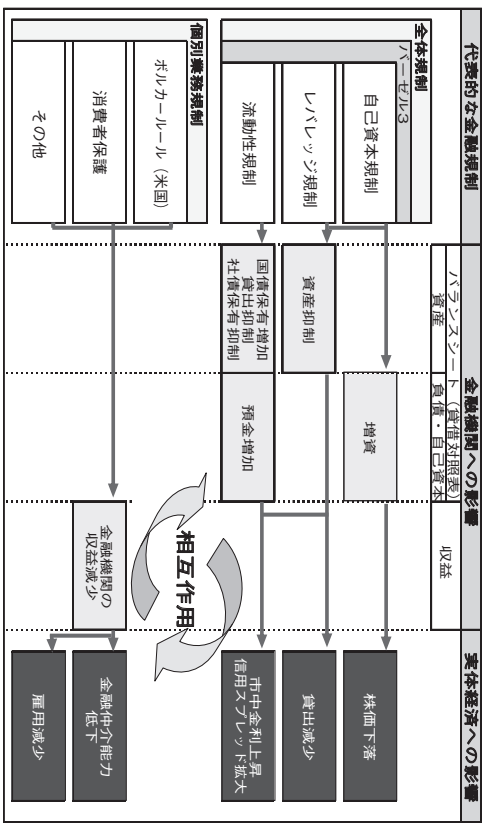 代表的な金融規制
金融機関への影響
実体経済への影響
バランスシート（貸借対照表）
収益
資産
負債・自己資本
全体規制
バーゼル3
自己資本規制
レバレッジ規制
流動性規制
増資
資産抑制
国債保有増加
貸出抑制
社債保有抑制
預金増加
株価下落
貸出減少
市中金利上昇
信用スプレッド拡大
相互作用
個別業務規制
ボルカールール（米国）
消費者保護
その他
金融機関の
収益減少
金融仲介能力
低下
雇用減少